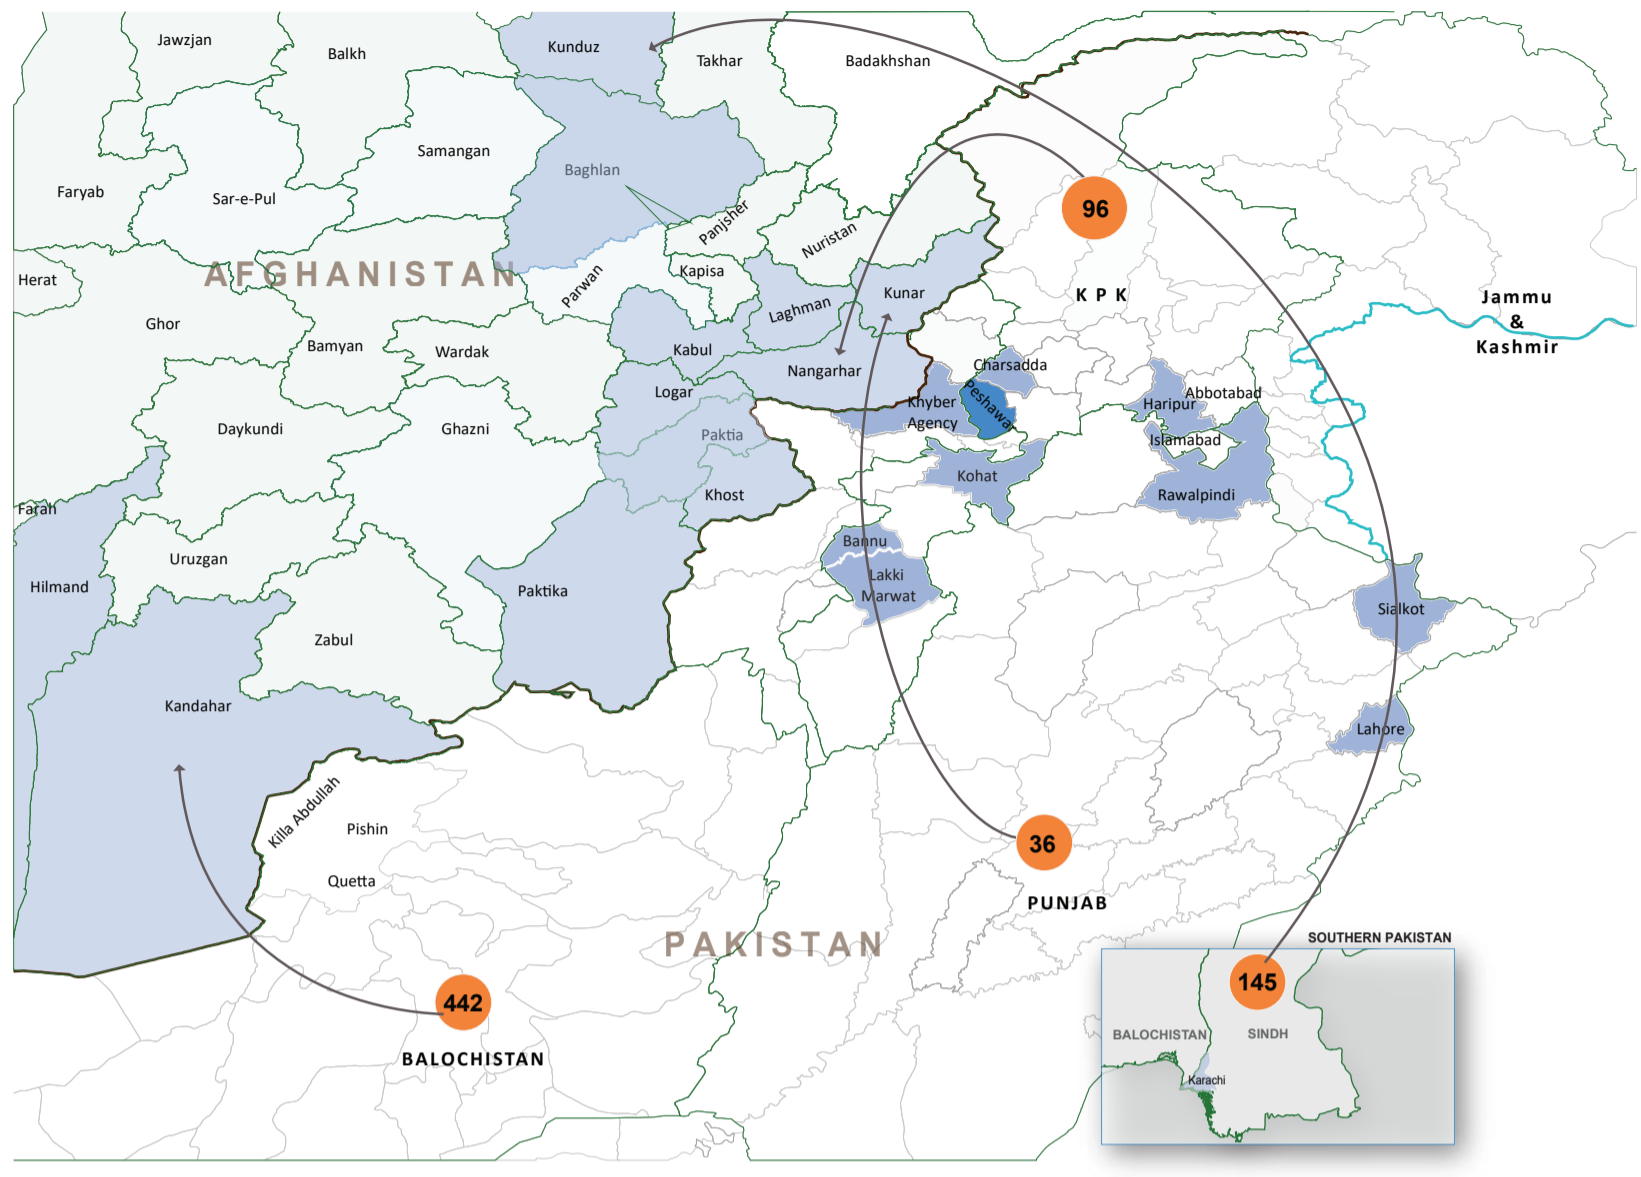 Jawzjan
Balkh
Kunduz
Takhar
Badakhshan
Samangan
Baghlan
Faryab
Sar-e-Pul
96
Panjsher
Nuristan
AFGHANISTAN
Herat
Parwan
Kapisa
Laghman
Kunar
KPK
Jammu
&
Kashmir
Ghor
Bamyan
Wardak
Kabul
Nangarhar
Charsadda
Logar
Khyber
Agency
Peshawar
Haripur
Abbotabad
Daykundi
Ghazni
Paktia
Islamabad
Kohat
Khost
Rawalpindi
Farah
Bannu
Uruzgan
Hilmand
Paktika
Lakki
Marwat
Sialkot
Zabul
Kandahar
Lahore
Killa Abdullah
Pishin
36
Quetta
PUNJAB
PAKISTAN
SOUTHERN PAKISTAN
145
442
BALOCHISTAN
SINDH
BALOCHISTAN
Karachi